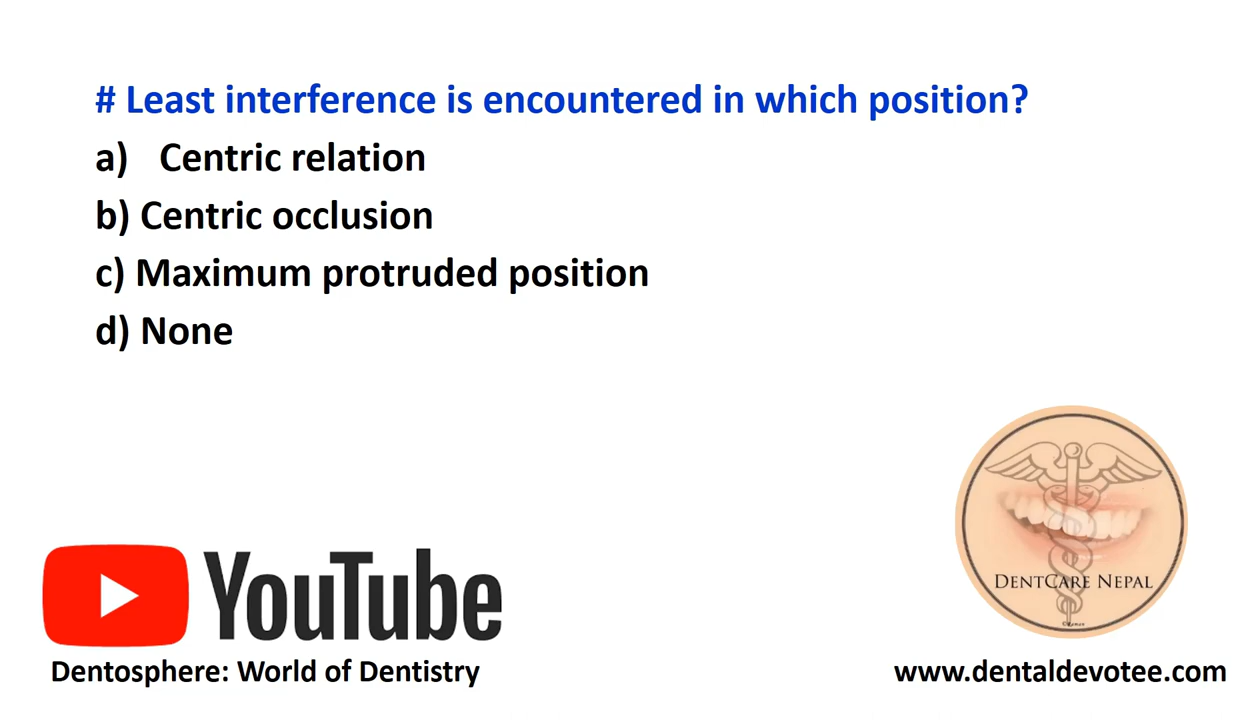 # Least interference is encountered in which position?
a) Centric relation
b) Centric occlusion
c) Maximum protruded position
d) None
DENTCARE NEPAL
YouTube
Dentosphere: World of Dentistry
www.dentaldevotee.com